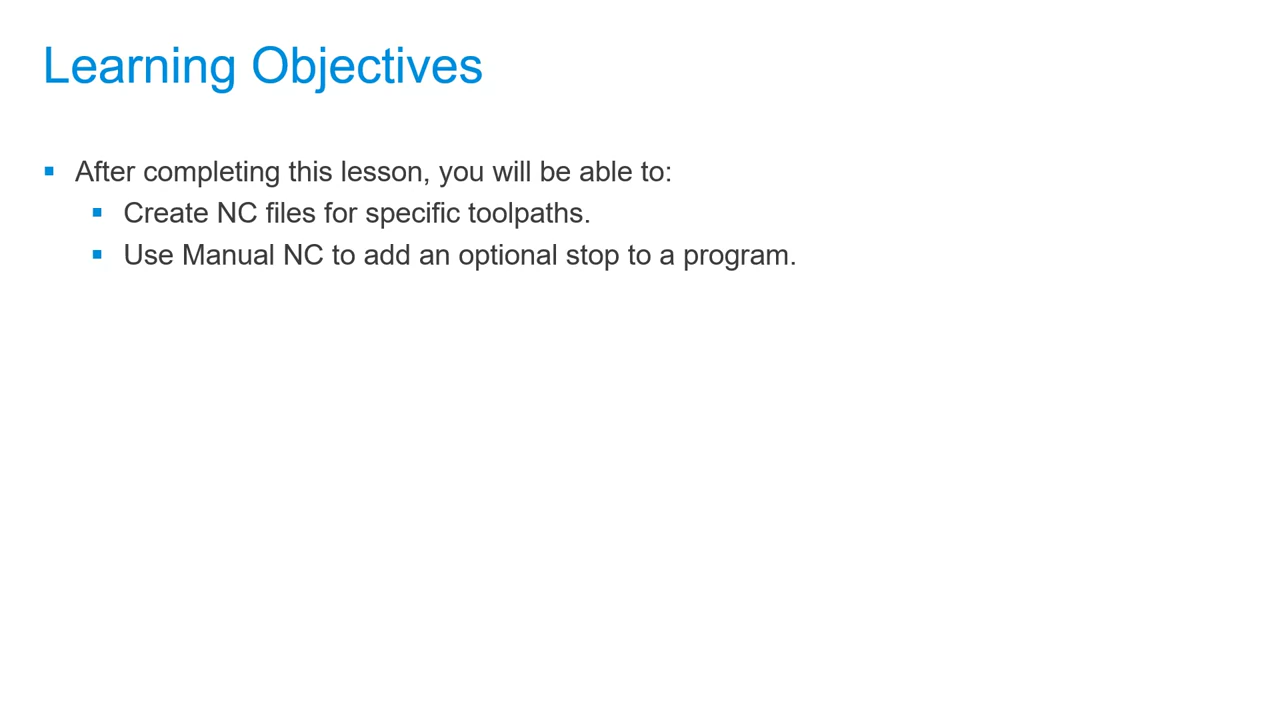 Learning Objectives
After completing this lesson, you will be able to:
Create NC files for specific toolpaths.
Use Manual NC to add an optional stop to a program.